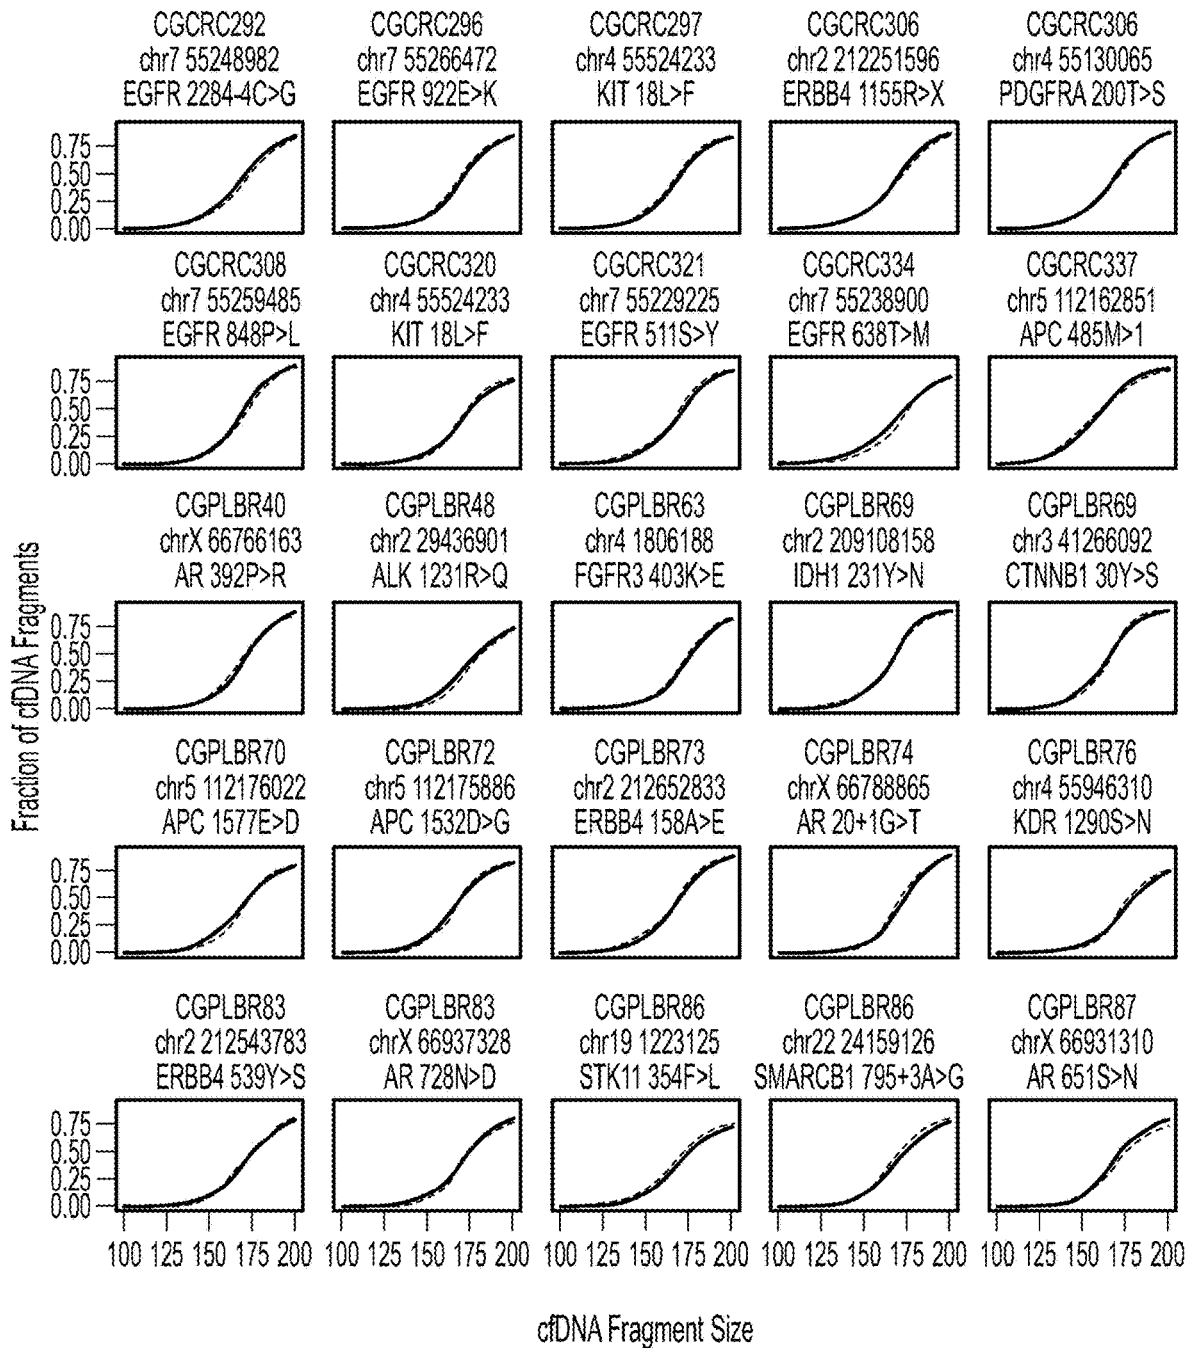 CGCRC292 CGCRC296 CGCRC297 CGCRC306 CGCRC306
chr7 55248982 chr7 55266472 chr4 55524233 chr2 212251596 chr4 55130065
EGFR 2284-4C>G EGFR 922E>K KIT 18L>F ERBB4 1155R>X PDGFRA 200T>S
0.75
0.50
0.25
0.00
CGCRC308 CGCRC320 CGCRC321 CGCRC334 CGCRC337
chr7 55259485 chr4 55524233 chr7 55229225 chr7 55238900 chr5 112162851
EGFR 848P>L KIT 18L>F EGFR 511S>Y EGFR 638T>M APC 485M>1
0.75
0.50
0.25
0.00
CGPLBR40 CGPLBR48 CGPLBR63 CGPLBR69 CGPLBR69
chrX 66766163 chr2 29436901 chr4 1806188 chr2 209108158 chr3 41266092
AR 392P>R ALK 1231R>Q FGFR3 403K>E IDH1 231Y>N CTNNB1 30Y>S
0.75
0.50
0.25
0.00
Fraction of cfDNA Fragments
CGPLBR70 CGPLBR72 CGPLBR73 CGPLBR74 CGPLBR76
chr5 112176022 chr5 112175886 chr2 212652833 chrX 66788865 chr4 55946310
APC 1577E>D APC 1532D>G ERBB4 158A>E AR 20+1G>T KDR 1290S>N
0.75
0.50
0.25
0.00
CGPLBR83 CGPLBR83 CGPLBR86 CGPLBR86 CGPLBR87
chr2 212543783 chrX 66937328 chr19 1223125 chr22 24159126 chrX 66931310
ERBB4 539Y>S AR 728N>D STK11 354F>L SMARCB1 795+3A>G AR 651S>N
0.75
0.50
0.25
0.00
100 125 150 175 200 100 125 150 175 200 100 125 150 175 200 100 125 150 175 200 100 125 150 175 200
cfDNA Fragment Size